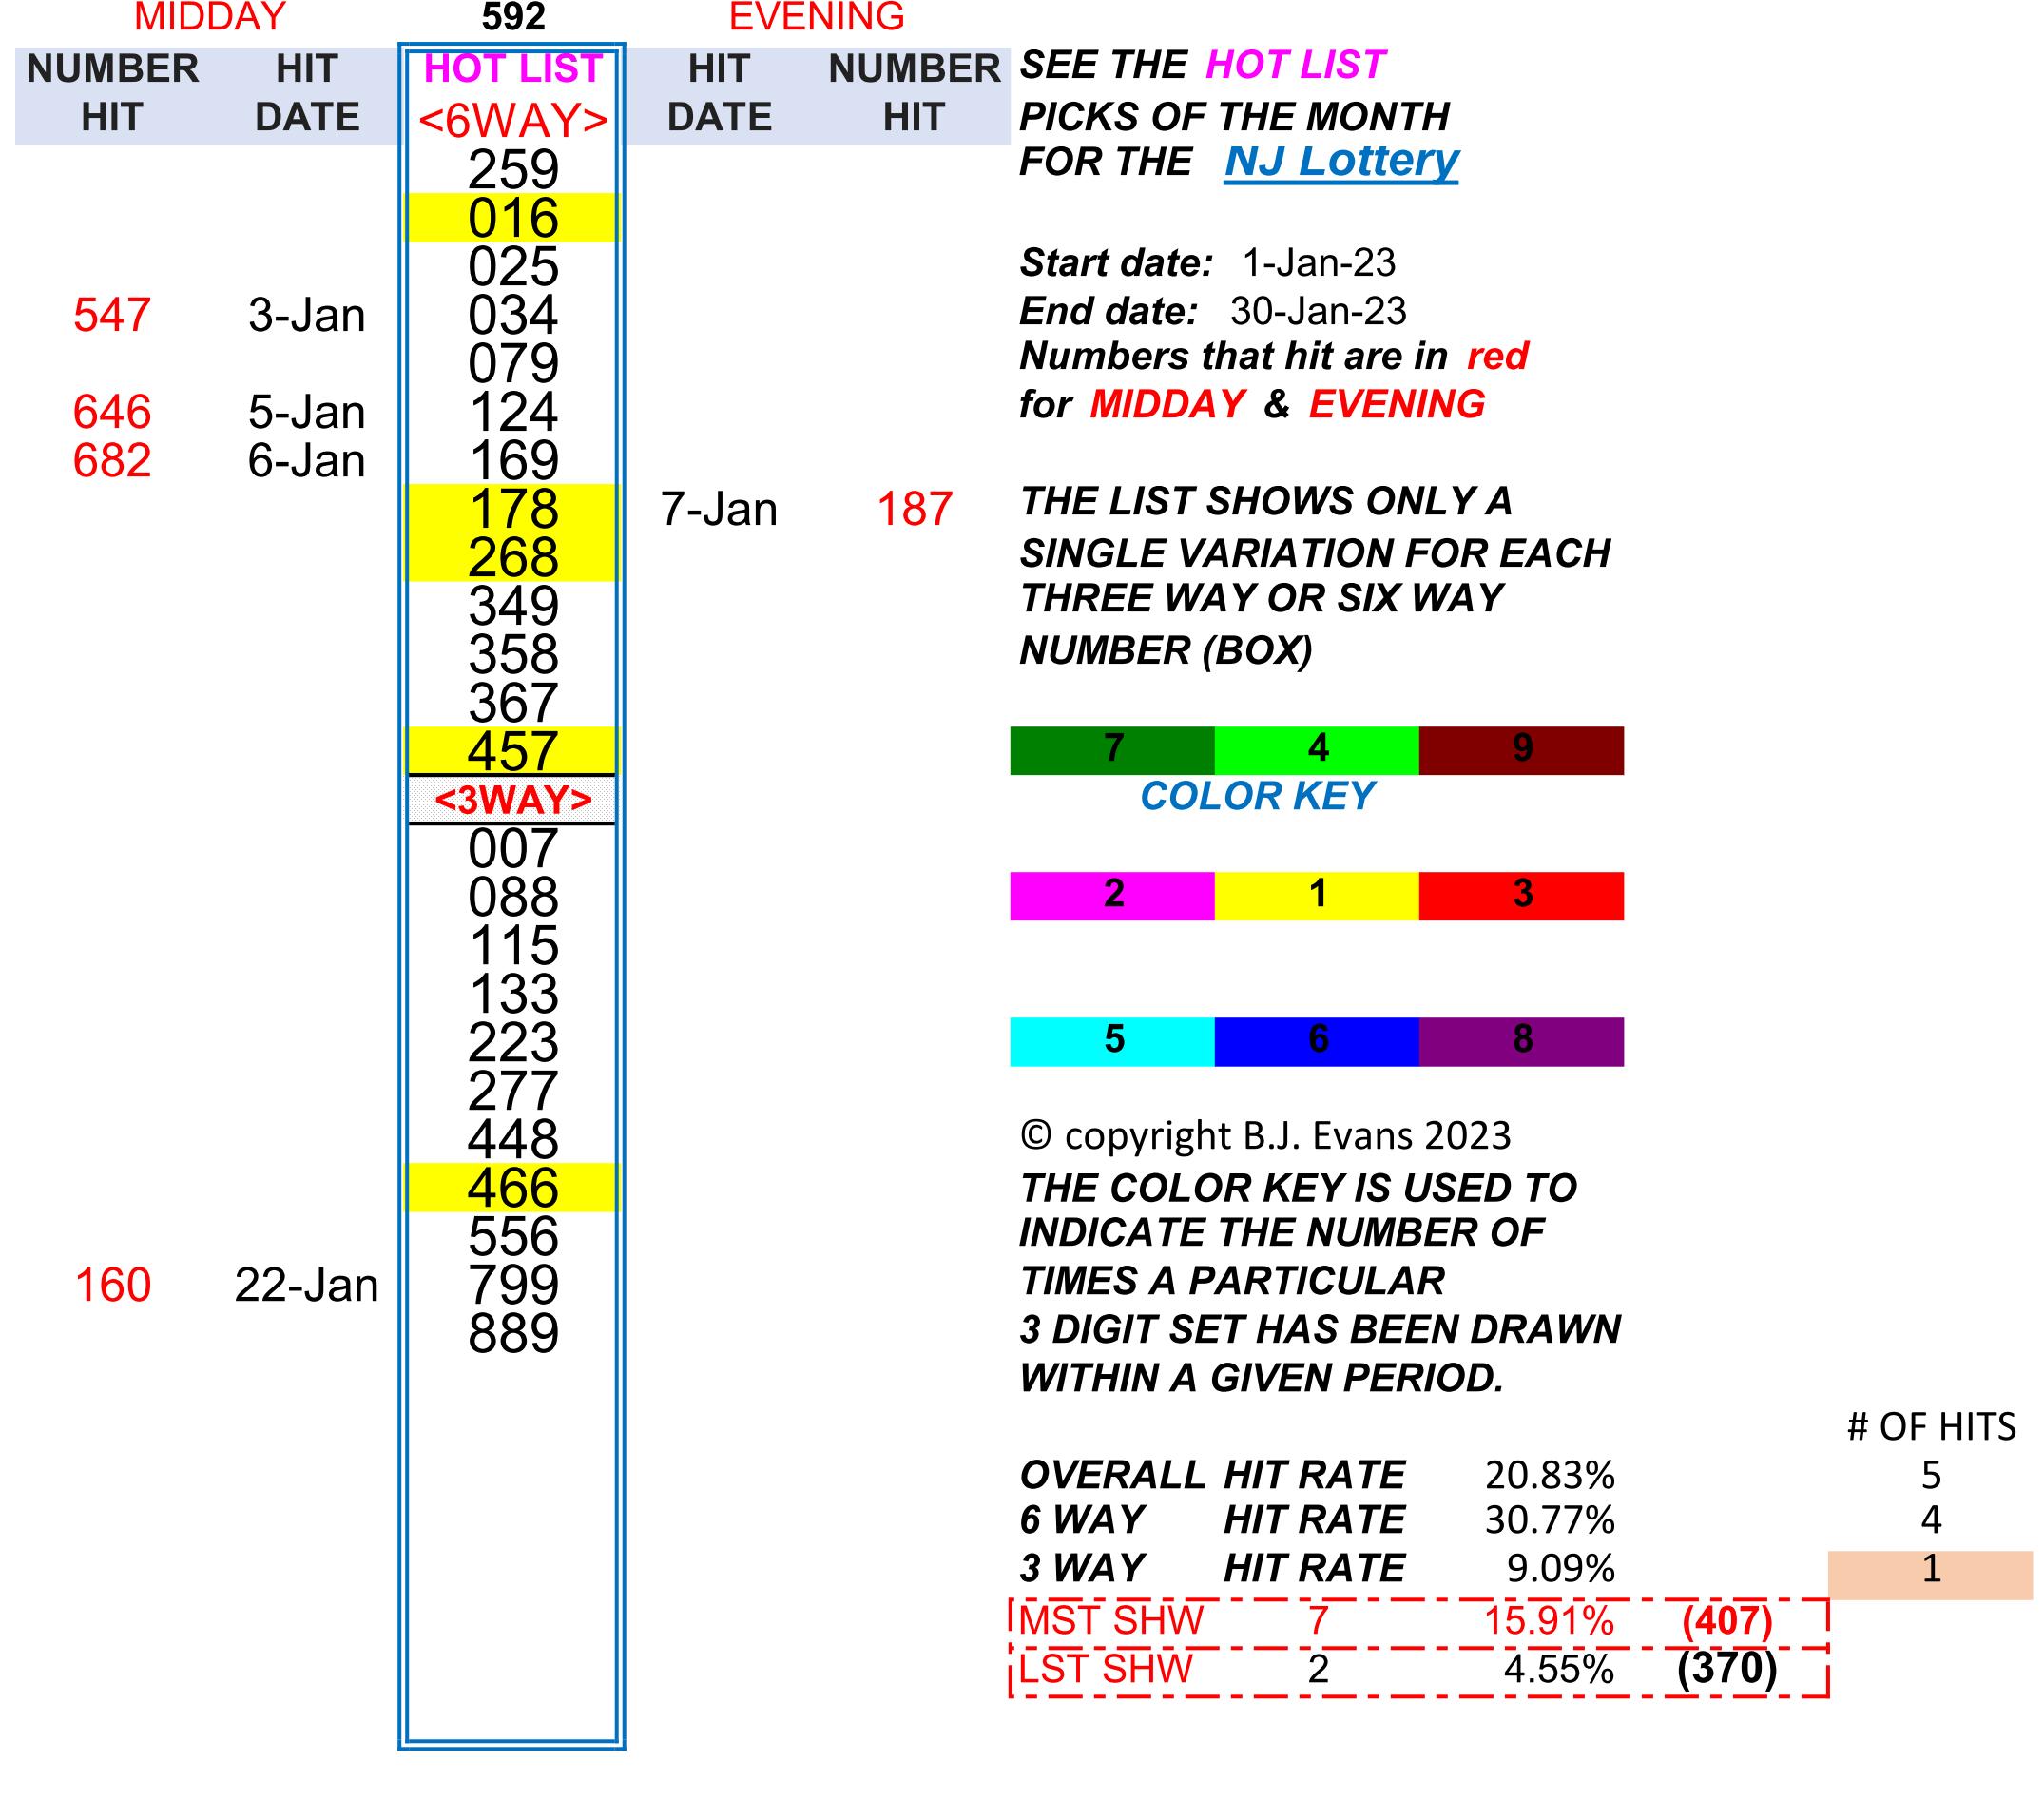 MIDDAY 592 EVENING
NUMBER HIT HOT LIST HIT NUMBER SEE THE HOT LIST
HIT DATE <6WAY> DATE HIT PICKS OF THE MONTH
259 FOR THE NJ Lottery
016
025 Start date: 1-Jan-23
547 3-Jan 034 End date: 30-Jan-23
079 Numbers that hit are in red
646 5-Jan 124 for MIDDAY & EVENING
682 6-Jan 169
178 7-Jan 187 THE LIST SHOWS ONLY A
268 SINGLE VARIATION FOR EACH
349 THREE WAY OR SIX WAY
358 NUMBER (BOX)
367
457 7 4 9
<3WAY> COLOR KEY
007
088 2 1 3
115
133
223 5 6 8
277
448 © copyright B.J. Evans 2023
466 THE COLOR KEY IS USED TO
556 INDICATE THE NUMBER OF
160 22-Jan 799 TIMES A PARTICULAR
889 3 DIGIT SET HAS BEEN DRAWN
WITHIN A GIVEN PERIOD.
# OF HITS
OVERALL HIT RATE 20.83% 5
6 WAY HIT RATE 30.77% 4
3 WAY HIT RATE 9.09% 1
MST SHW 7 15.91% (407)
LST SHW 2 4.55% (370)